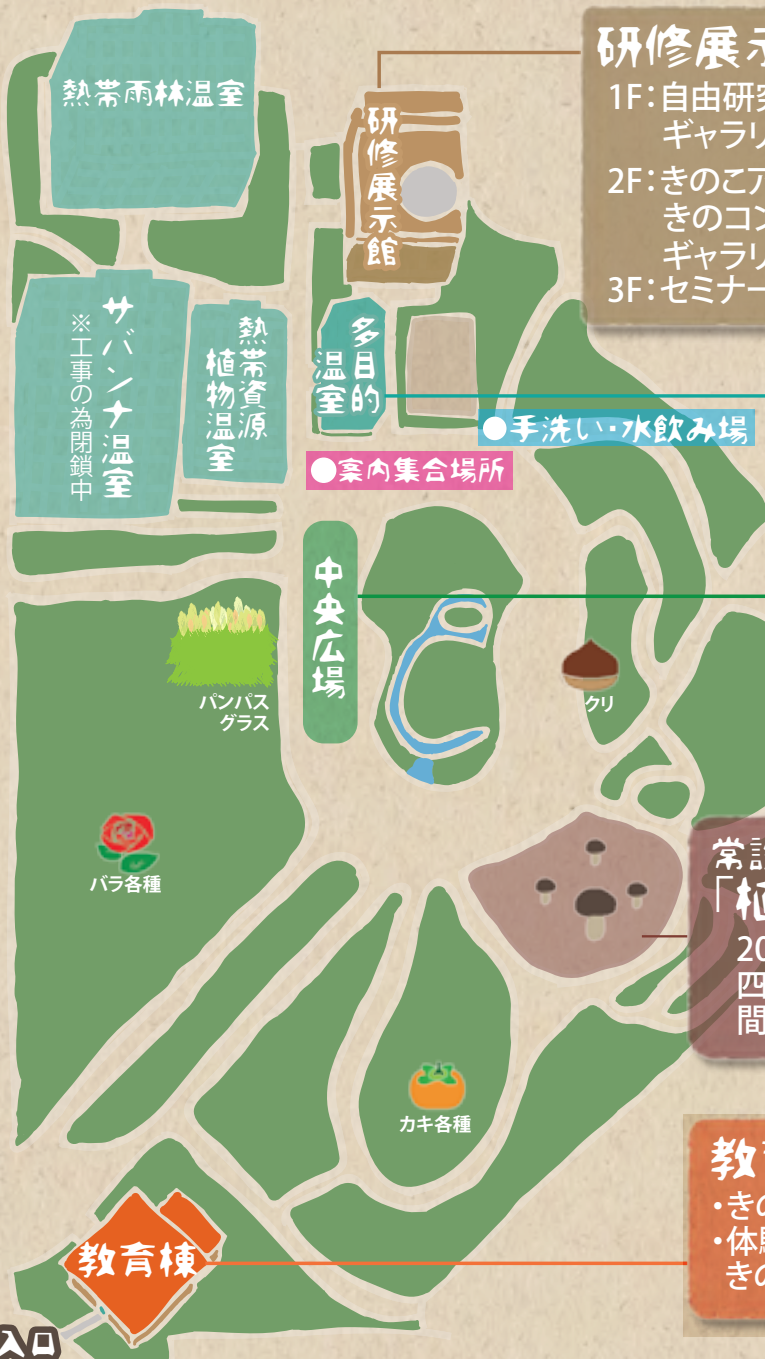 熱帯雨林温室
研修展示館
研修展
1F：自由研
ギャラリ
2F：きのこア
きのコン
ギャラリ
3F：セミナー
サバンナ温室
※工事の為閉鎖中
熱帯資源
植物温室
多目的
温室
●手洗い・水飲み場
●案内集合場所
中央広場
パンパス
グラス
クリ
バラ各種
常
「植
20
四
間
カキ各種
教
・きの
・体験
きの
教育棟
入口